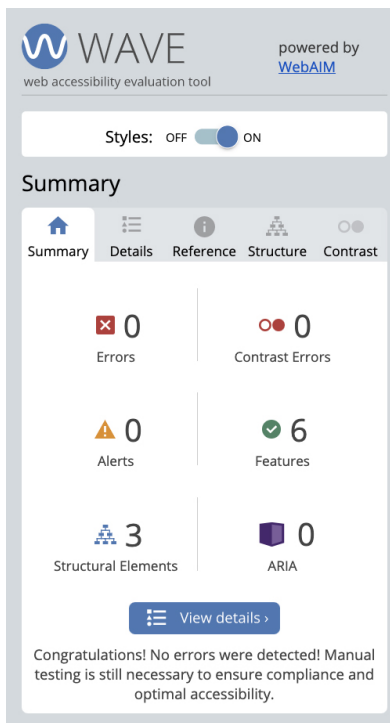 WAVE
web accessibility evaluation tool
powered by
WebAIM
Styles: OFF ON
Summary
Summary Details Reference Structure Contrast
0 0
Errors Contrast Errors
0 6
Alerts Features
3 0
Structural Elements ARIA
View details ›
Congratulations! No errors were detected! Manual
testing is still necessary to ensure compliance and
optimal accessibility.